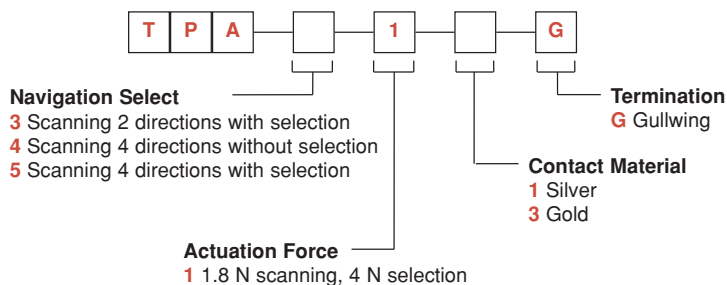 T P A 1 G
Navigation Select
3 Scanning 2 directions with selection
4 Scanning 4 directions without selection
5 Scanning 4 directions with selection
Termination
G Gullwing
Contact Material
1 Silver
3 Gold
Actuation Force
1 1.8 N scanning, 4 N selection